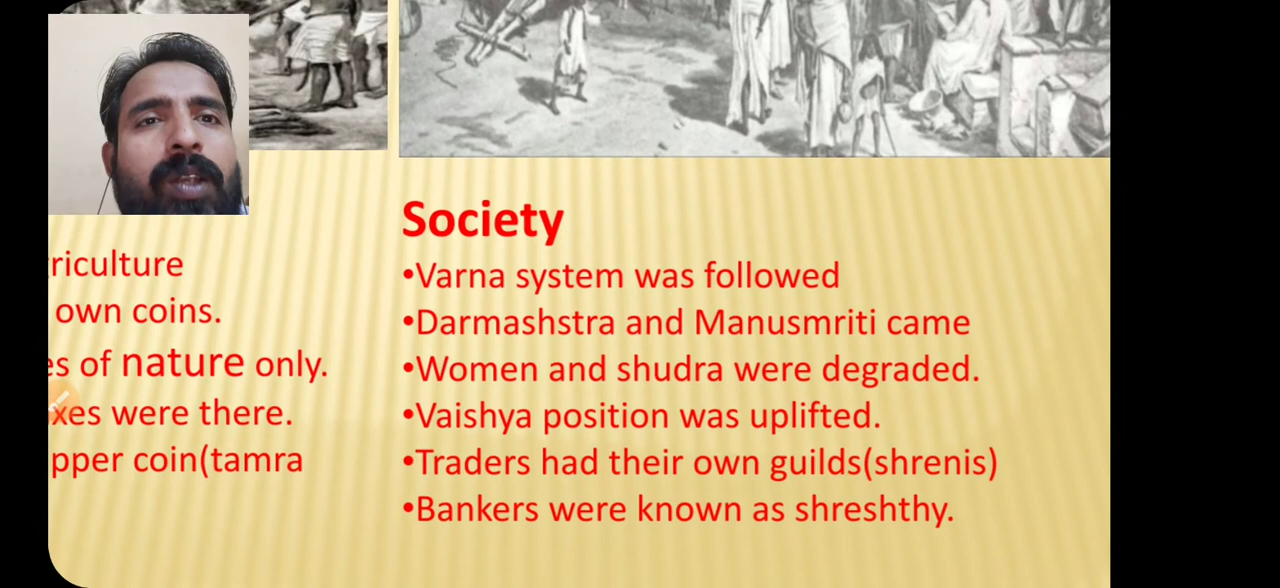 riculture
own coins.
es of nature only.
xes were there.
pper coin(tamra
Society
•Varna system was followed
•Darmashstra and Manusmriti came
•Women and shudra were degraded.
•Vaishya position was uplifted.
•Traders had their own guilds(shrenis)
•Bankers were known as shreshthy.